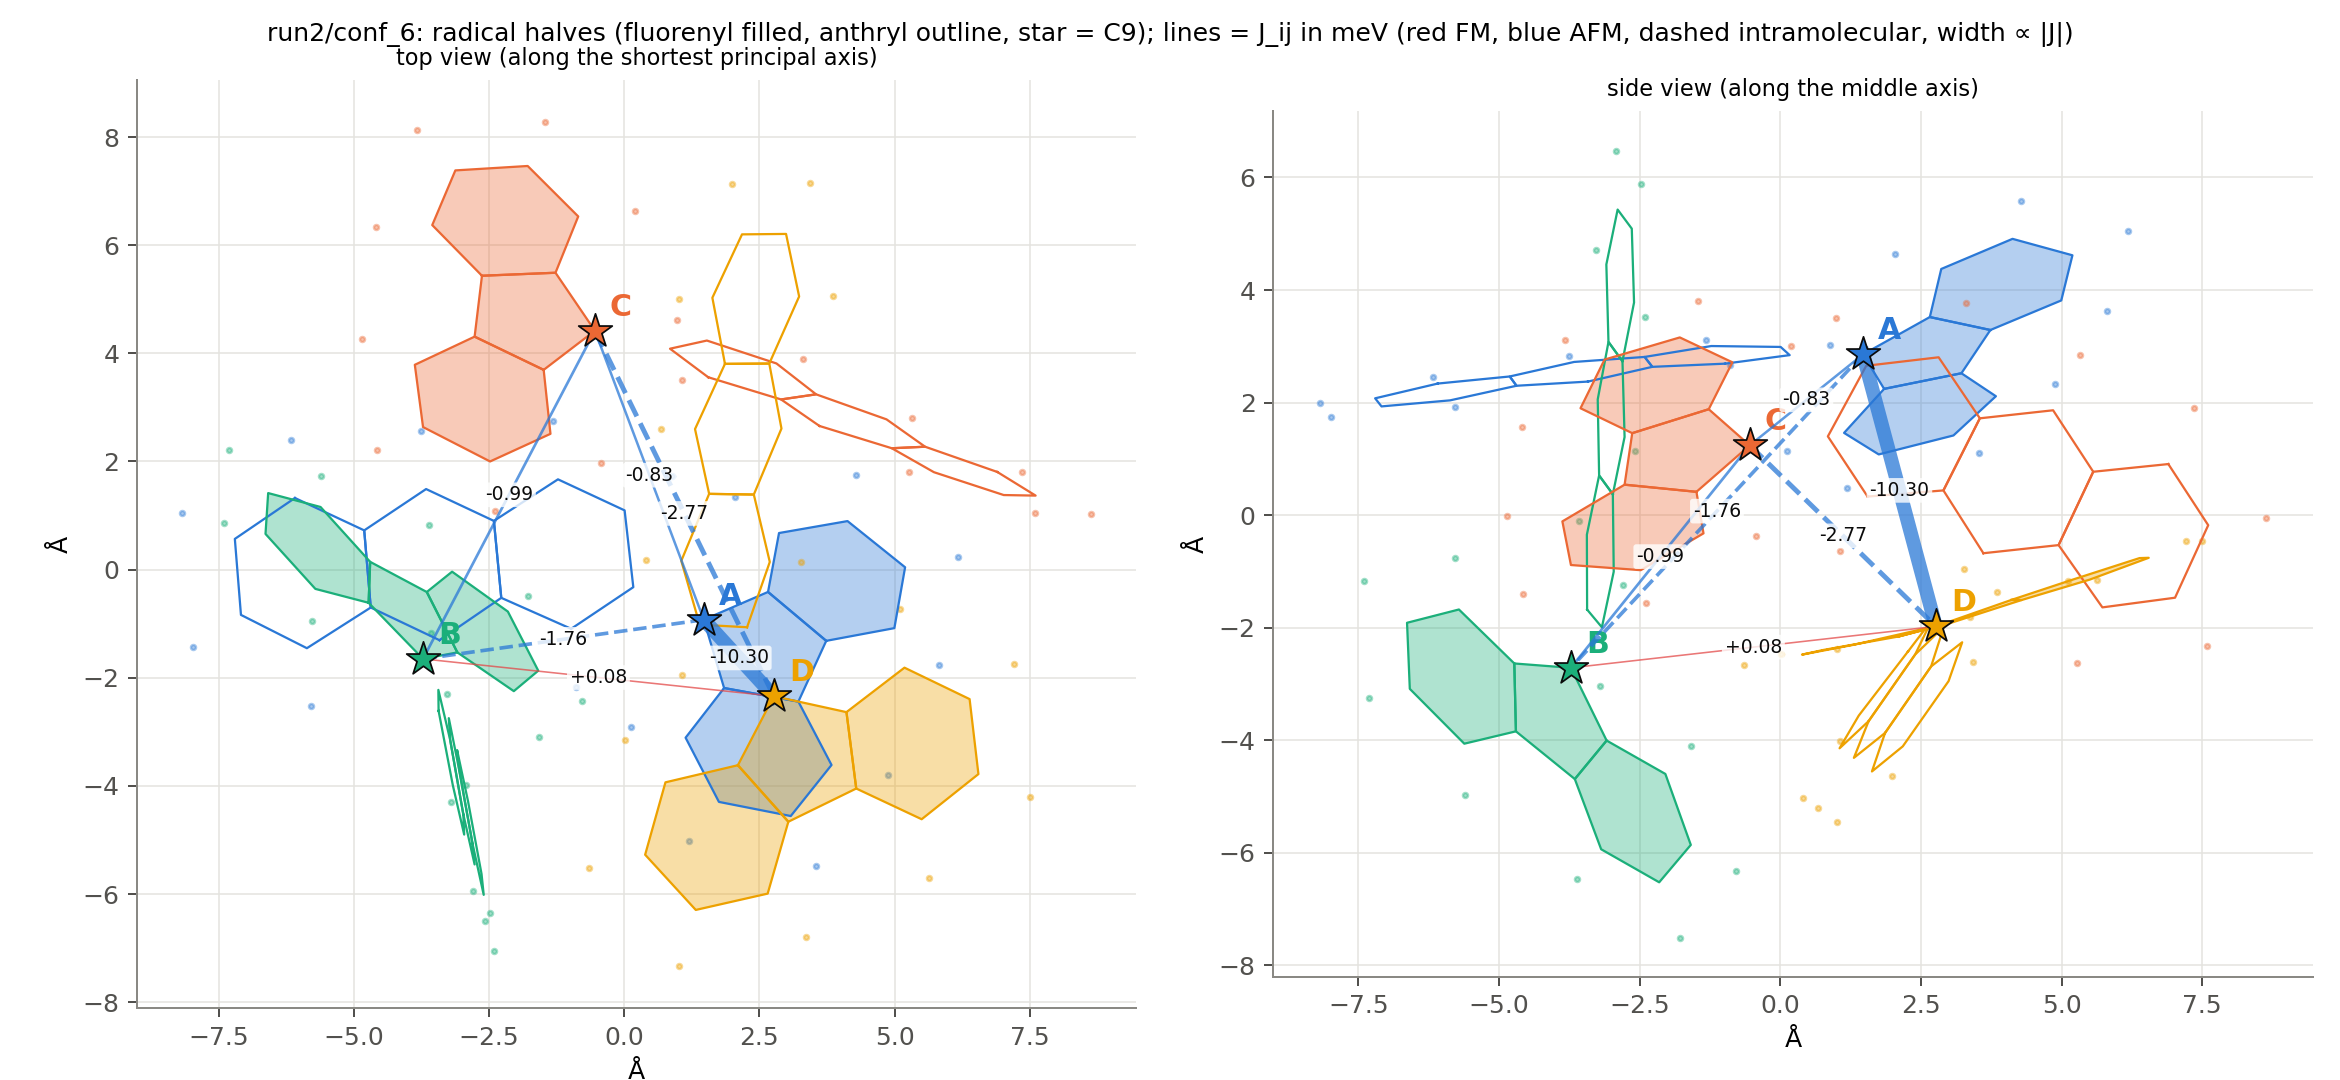 run2/conf_6: radical halves (fluorenyl filled, anthryl outline, star = C9); lines = J_ij in meV (red FM, blue AFM, dashed intramolecular, width ∝ |J|)
top view (along the shortest principal axis)
8
6
4
2
0
−2
−4
−6
−8
Å
−7.5
−5.0
−2.5
0.0
2.5
5.0
7.5
Å
C
A
B
D
-0.99
-0.83
-2.77
-1.76
-10.30
+0.08
side view (along the middle axis)
6
4
2
0
−2
−4
−6
−8
Å
−7.5
−5.0
−2.5
0.0
2.5
5.0
7.5
Å
A
C
B
D
-0.83
-10.30
-1.76
-2.77
-0.99
+0.08